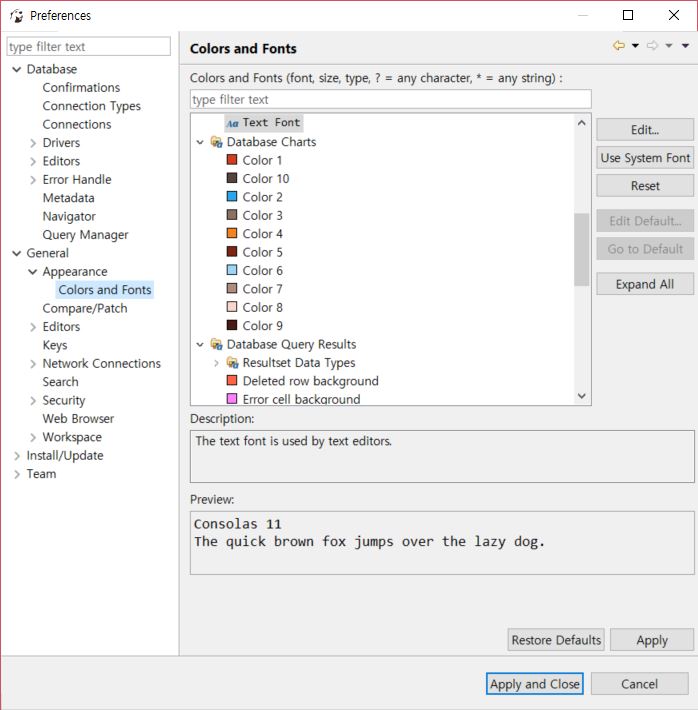 Preferences
type filter text
Database
Confirmations
Connection Types
Connections
Drivers
Editors
Error Handle
Metadata
Navigator
Query Manager
General
Appearance
Colors and Fonts
Compare/Patch
Editors
Keys
Network Connections
Search
Security
Web Browser
Workspace
Install/Update
Team
Colors and Fonts
Colors and Fonts (font, size, type, ? = any character, * = any string) :
type filter text
Aa Text Font
Database Charts
Color 1
Color 10
Color 2
Color 3
Color 4
Color 5
Color 6
Color 7
Color 8
Color 9
Database Query Results
Resultset Data Types
Deleted row background
Error cell background
Edit...
Use System Font
Reset
Edit Default...
Go to Default
Expand All
Description:
The text font is used by text editors.
Preview:
Consolas 11
The quick brown fox jumps over the lazy dog.
Restore Defaults
Apply
Apply and Close
Cancel